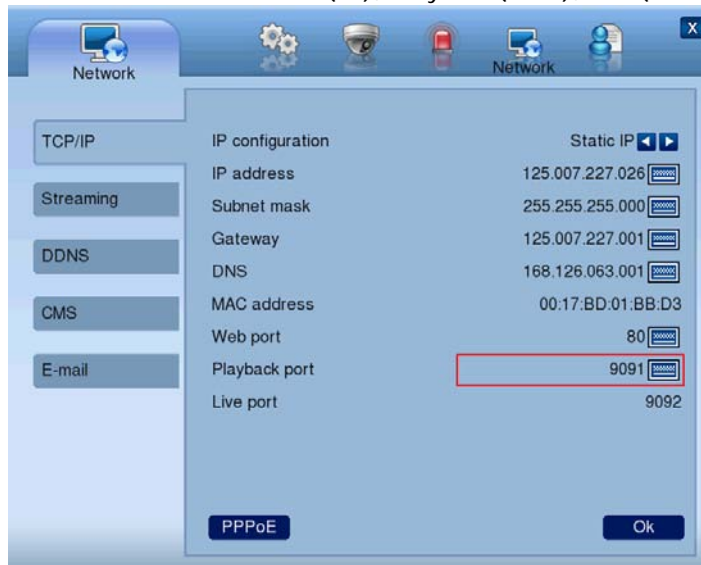 Network
Network
X
TCP/IP
Streaming
DDNS
CMS
E-mail
IP configuration Static IP
IP address 125.007.227.026
Subnet mask 255.255.255.000
Gateway 125.007.227.001
DNS 168.126.063.001
MAC address 00:17:BD:01:BB:D3
Web port 80
Playback port 9091
Live port 9092
PPPoE Ok